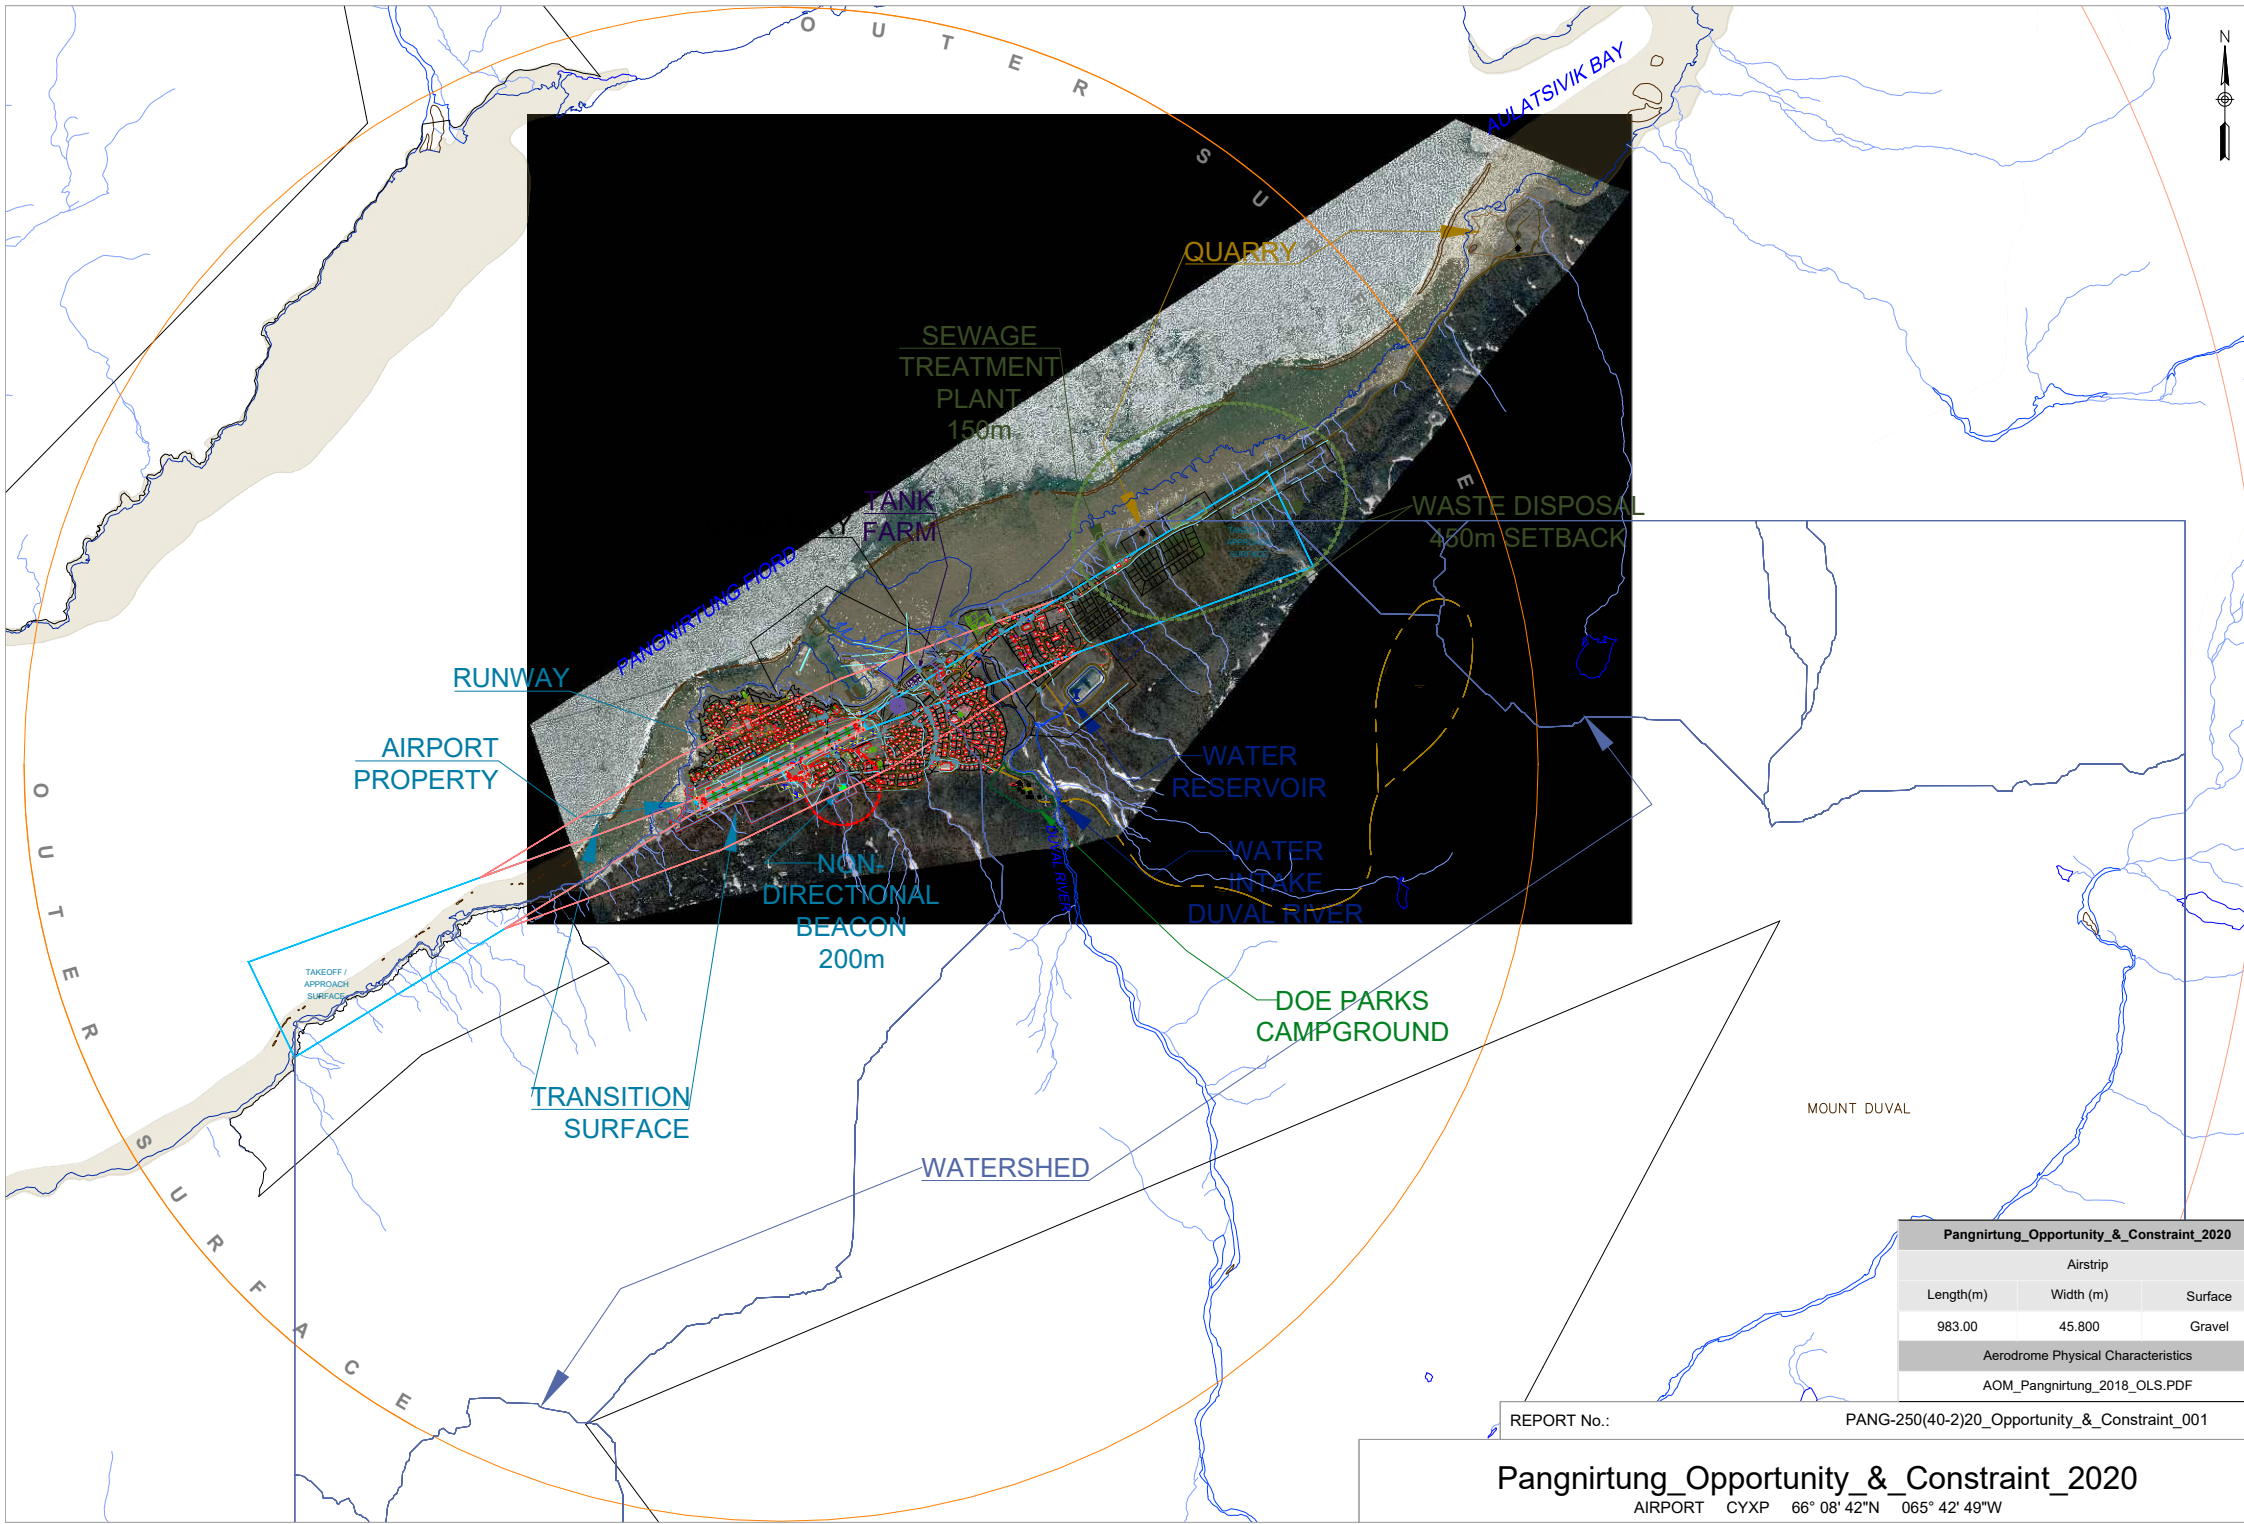 OUTER SURFACE
N
AULATSIVIK BAY
QUARRY
SEWAGE
TREATMENT
PLANT
150m
TANK
FARM
WASTE DISPOSAL
450m SETBACK
PANGNIRTUNG FIORD
RUNWAY
AIRPORT
PROPERTY
WATER
RESERVOIR
WATER
INTAKE
DUVAL RIVER
DUVAL RIVER
NON-
DIRECTIONAL
BEACON
200m
TAKEOFF /
APPROACH
SURFACE
OUTER SURFACE
DOE PARKS
CAMPGROUND
TRANSITION
SURFACE
MOUNT DUVAL
WATERSHED
Pangnirtung_Opportunity_&_Constraint_2020
Airstrip
Length(m) Width (m) Surface
983.00 45.800 Gravel
Aerodrome Physical Characteristics
AOM_Pangnirtung_2018_OLS.PDF
REPORT No.: PANG-250(40-2)20_Opportunity_&_Constraint_001
Pangnirtung_Opportunity_&_Constraint_2020
AIRPORT CYXP 66° 08' 42"N 065° 42' 49"W